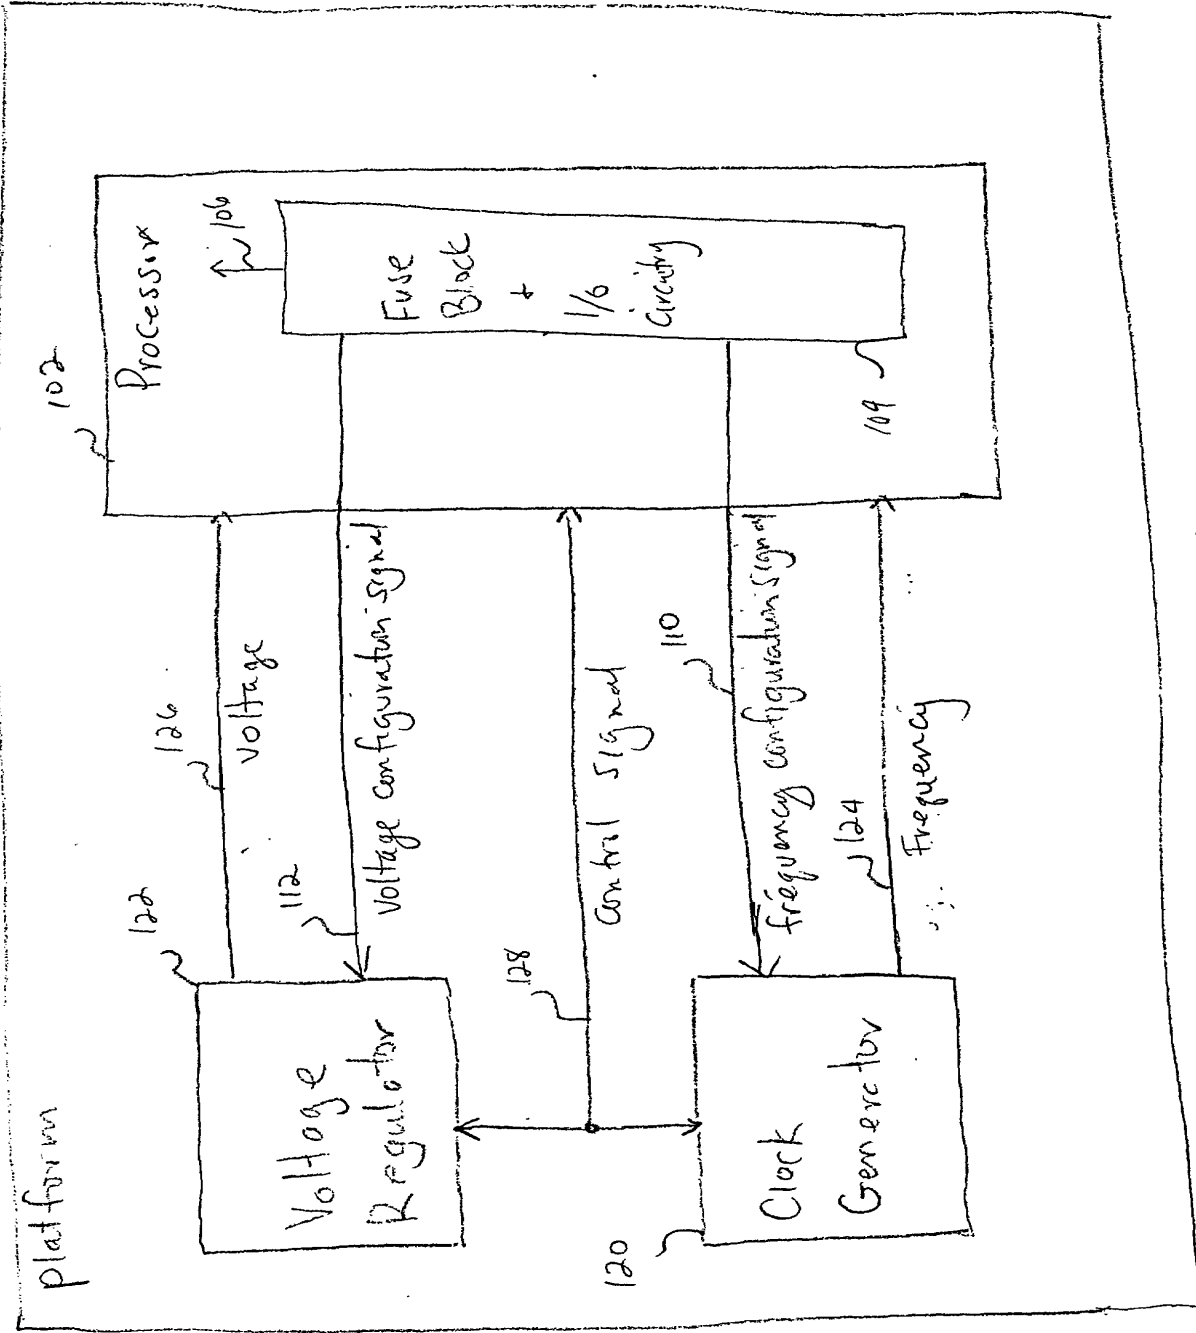 platform
122
Voltage
Regulator
126
Voltage
112
Voltage configuration signal
102
Processor
106
Fuse
Block
+
I/O
Circuitry
109
128
Control signal
110
frequency configuration signal
124
Frequency
120
Clock
Generator